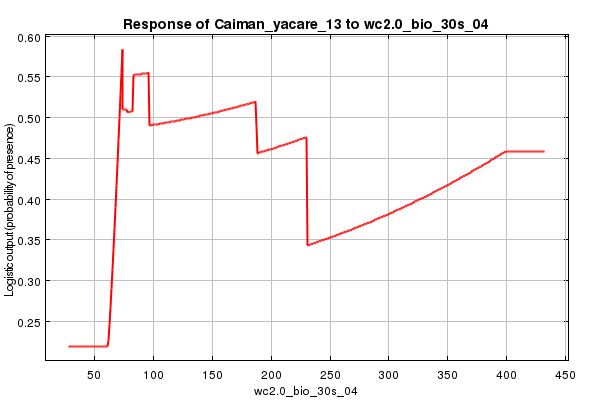 Response of Caiman_yacare_13 to wc2.0_bio_30s_04
Logistic output (probability of presence)
0.60
0.55
0.50
0.45
0.40
0.35
0.30
0.25
50 100 150 200 250 300 350 400 450
wc2.0_bio_30s_04